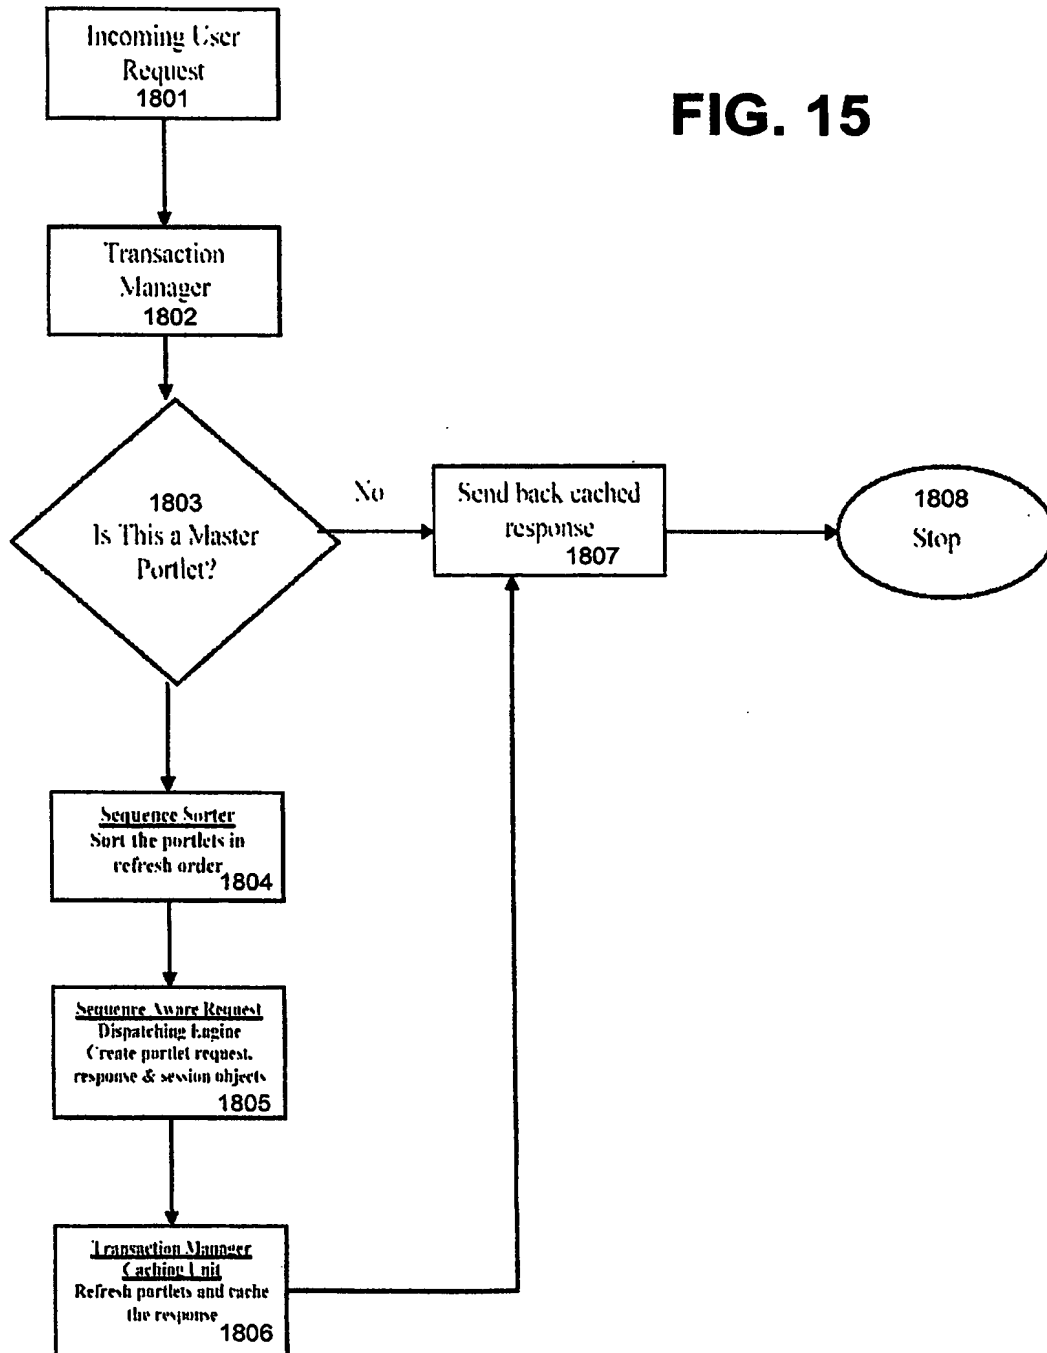 FIG. 15
Incoming User
Request
1801
Transaction
Manager
1802
1803
Is This a Master
Portlet?
No
Send back cached
response
1807
1808
Stop
Sequence Sorter
Sort the portlets in
refresh order
1804
Sequence Aware Request
Dispatching Engine
Create portlet request,
response & session objects
1805
Transaction Manager
Caching Unit
Refresh portlets and cache
the response
1806